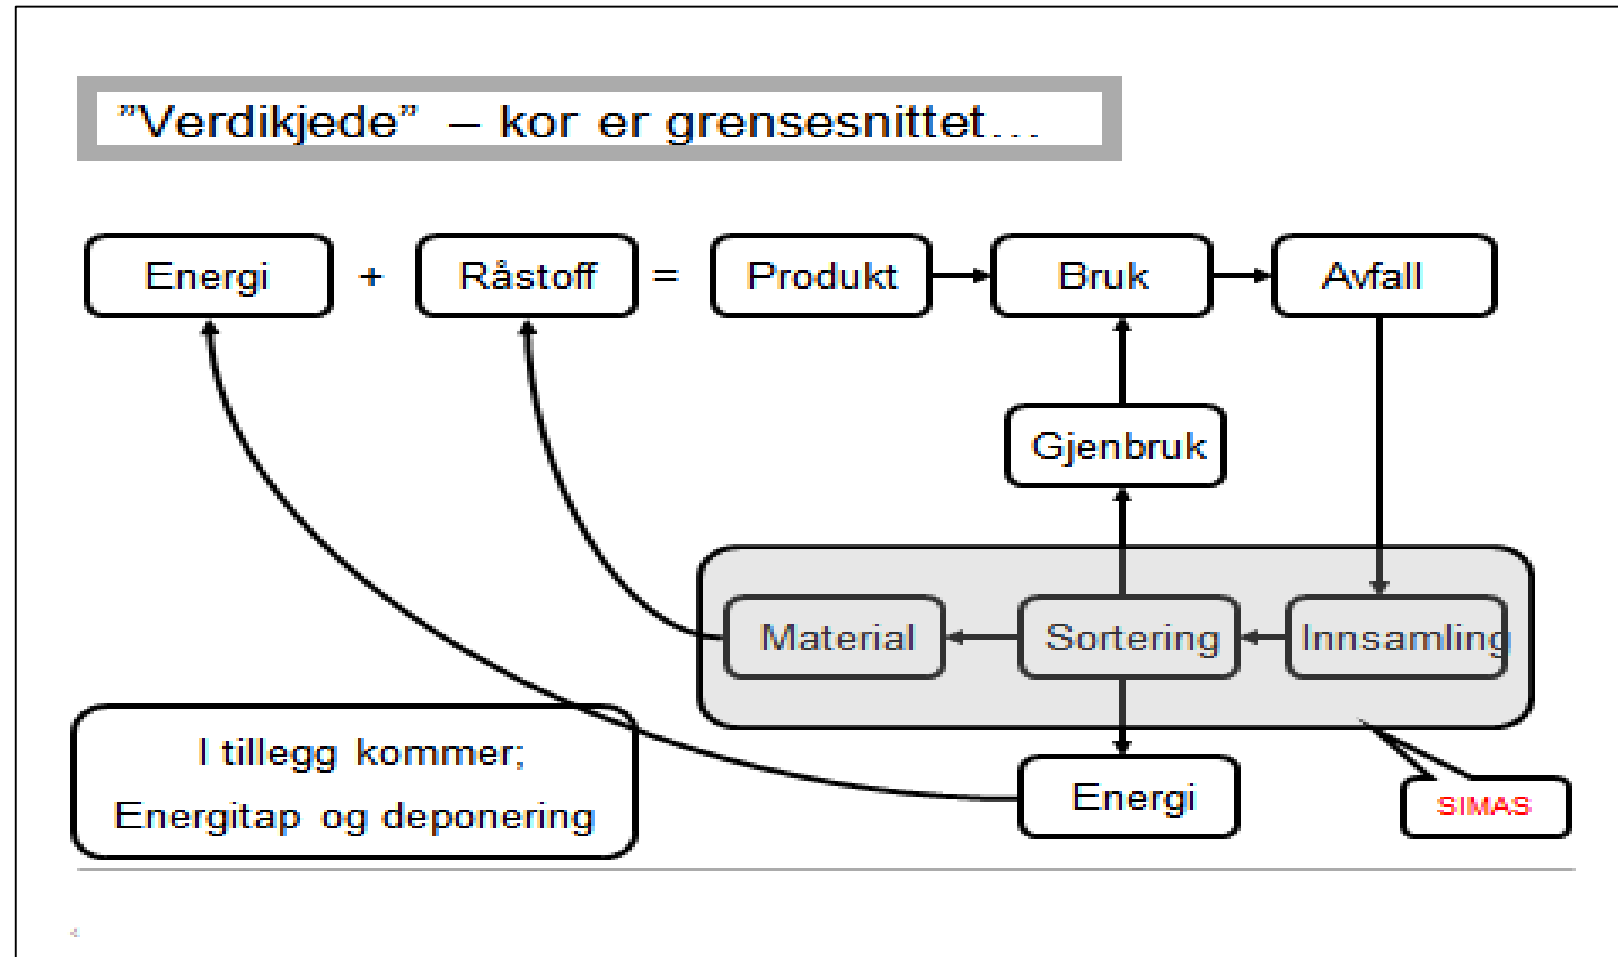 ”Verdikjede” – kor er grensesnittet...
Energi + Råstoff = Produkt Bruk Avfall
Gjenbruk
Material Sortering Innsamling
I tillegg kommer;
Energitap og deponering
Energi
SIMAS